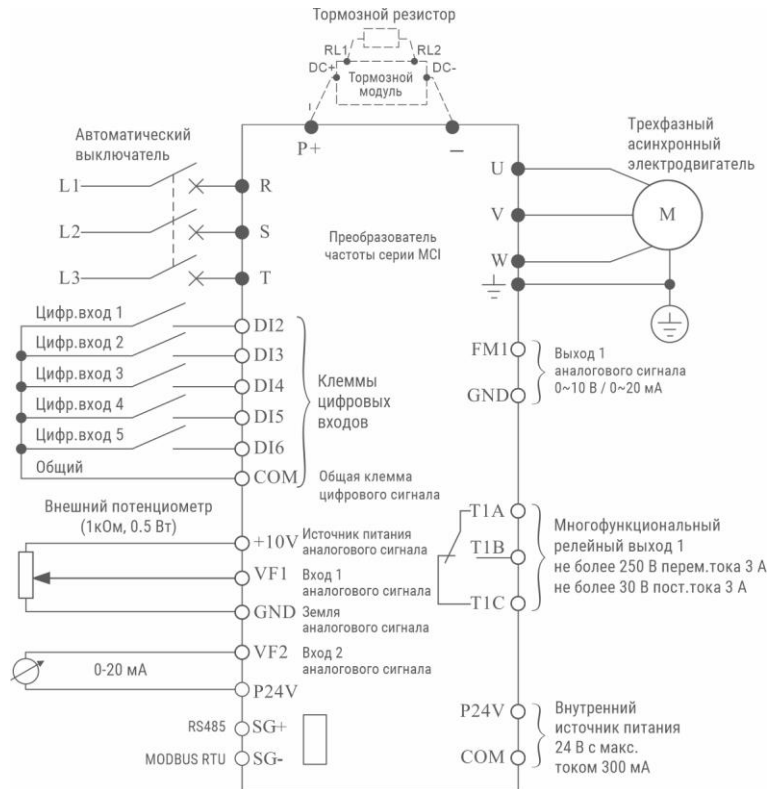 Тормозной резистор
RL1
RL2
DC+
DC-
Тормозной
модуль
P+
–
Автоматический
выключатель
L1
R
L2
S
L3
T
Преобразователь
частоты серии MCI
Трехфазный
асинхронный
электродвигатель
U
V
W
M
Цифр.вход 1
DI2
Цифр.вход 2
DI3
Цифр.вход 3
DI4
Цифр.вход 4
DI5
Цифр.вход 5
DI6
Общий
COM
Клеммы
цифровых
входов
Общая клемма
цифрового сигнала
FM1
GND
Выход 1
аналогового сигнала
0~10 В / 0~20 мА
Внешний потенциометр
(1кОм, 0.5 Вт)
+10V
Источник питания
аналогового сигнала
VF1
Вход 1
аналогового сигнала
GND
Земля
аналогового сигнала
VF2
Вход 2
аналогового сигнала
0-20 мА
P24V
RS485
SG+
MODBUS RTU
SG-
T1A
T1B
T1C
Многофункциональный
релейный выход 1
не более 250 В перем.тока 3 А
не более 30 В пост.тока 3 А
P24V
COM
Внутренний
источник питания
24 В с макс.
током 300 мА